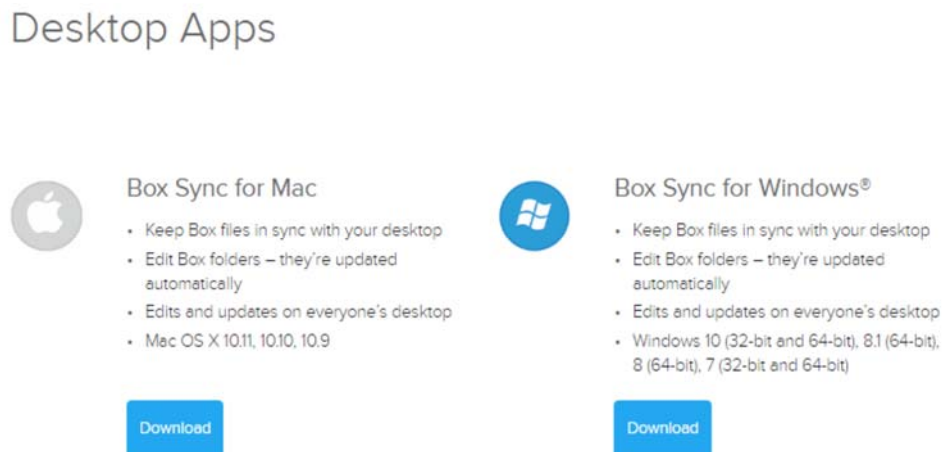 Desktop Apps
Box Sync for Mac
• Keep Box files in sync with your desktop
• Edit Box folders – they're updated
automatically
• Edits and updates on everyone's desktop
• Mac OS X 10.11, 10.10, 10.9
Download
Box Sync for Windows®
• Keep Box files in sync with your desktop
• Edit Box folders – they're updated
automatically
• Edits and updates on everyone's desktop
• Windows 10 (32-bit and 64-bit), 8.1 (64-bit),
8 (64-bit), 7 (32-bit and 64-bit)
Download